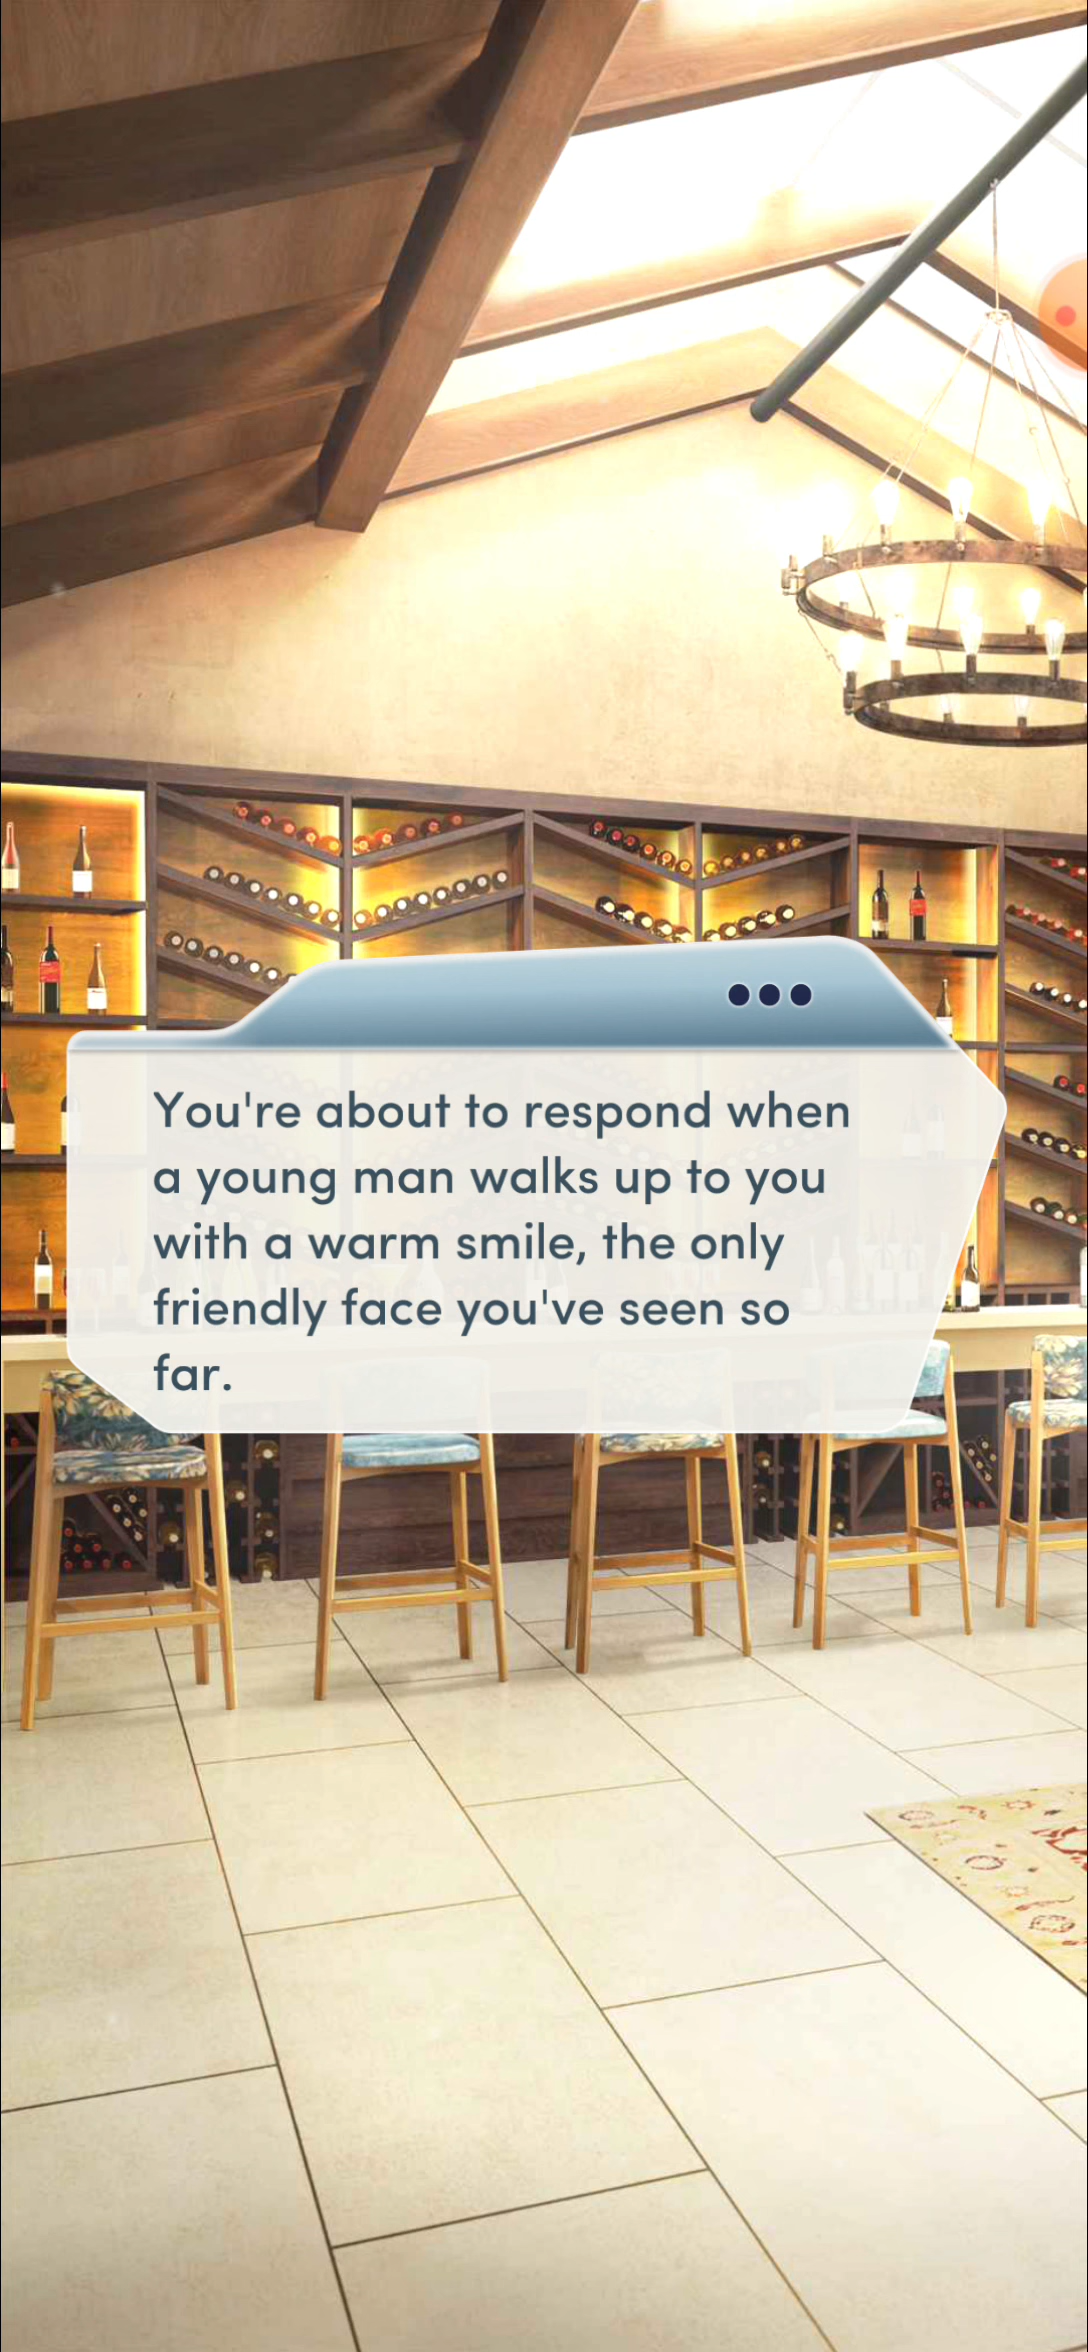 You're about to respond when
a young man walks up to you
with a warm smile, the only
friendly face you've seen so
far.